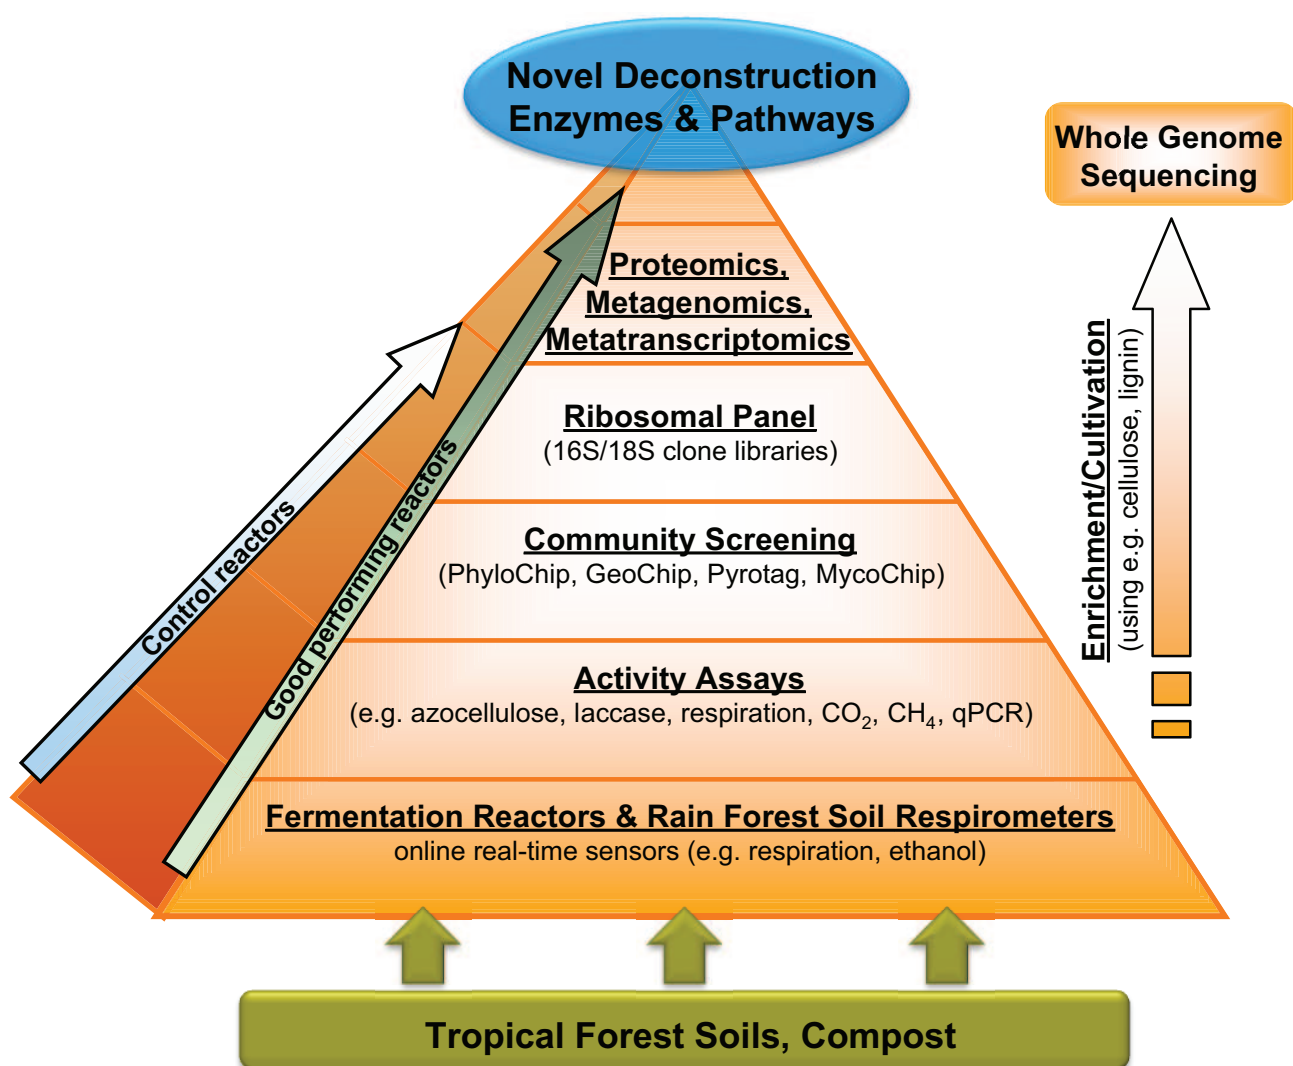 Novel Deconstruction
Enzymes & Pathways
Whole Genome
Sequencing
Proteomics,
Metagenomics,
Metatranscriptomics
Ribosomal Panel
(16S/18S clone libraries)
Community Screening
(PhyloChip, GeoChip, Pyrotag, MycoChip)
Activity Assays
(e.g. azocellulose, laccase, respiration, CO₂, CH₄, qPCR)
Fermentation Reactors & Rain Forest Soil Respirometers
online real-time sensors (e.g. respiration, ethanol)
Control reactors
Good performing reactors
Enrichment/Cultivation
(using e.g. cellulose, lignin)
Tropical Forest Soils, Compost